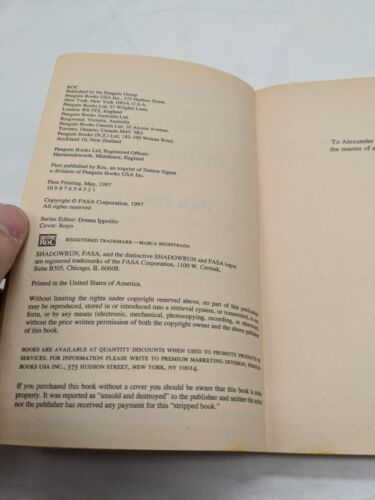 ROC
Published by the Penguin Group
Penguin Books USA Inc., 375 Hudson Street,
New York, New York 10014, U.S.A.
Penguin Books Ltd, 27 Wrights Lane,
London W8 5TZ, England
Penguin Books Australia Ltd,
Ringwood, Victoria, Australia
Penguin Books Canada Ltd, 10 Alcorn Avenue,
Toronto, Ontario, Canada M4V 3B2
Penguin Books (N.Z.) Ltd, 182-190 Wairau Road,
Auckland 10, New Zealand
Penguin Books Ltd, Registered Offices:
Harmondsworth, Middlesex, England
First published by Roc, an imprint of Dutton Signet
a division of Penguin Books USA Inc.
First Printing, May, 1997
10 9 8 7 6 5 4 3 2 1
Copyright © FASA Corporation, 1997
All rights reserved
Series Editor: Donna Ippolito
Cover: Royo
ROC
REGISTERED TRADEMARK—MARCA REGISTRADA
SHADOWRUN, FASA, and the distinctive SHADOWRUN and FASA logos
are registered trademarks of the FASA Corporation, 1100 W. Cermak,
Suite B305, Chicago, IL 60608.
Printed in the United States of America.
Without limiting the rights under copyright reserved above, no part of this publication
may be reproduced, stored in or introduced into a retrieval system, or transmitted, in any
form, or by any means (electronic, mechanical, photocopying, recording, or otherwise),
without the prior written permission of both the copyright owner and the above publisher
of this book.
BOOKS ARE AVAILABLE AT QUANTITY DISCOUNTS WHEN USED TO PROMOTE PRODUCTS OR
SERVICES. FOR INFORMATION PLEASE WRITE TO PREMIUM MARKETING DIVISION, PENGUIN
BOOKS USA INC., 375 HUDSON STREET, NEW YORK, NY 10014.
If you purchased this book without a cover you should be aware that this book is stolen
property. It was reported as "unsold and destroyed" to the publisher and neither the author
nor the publisher has received any payment for this "stripped book."
To Alexander
the master of a